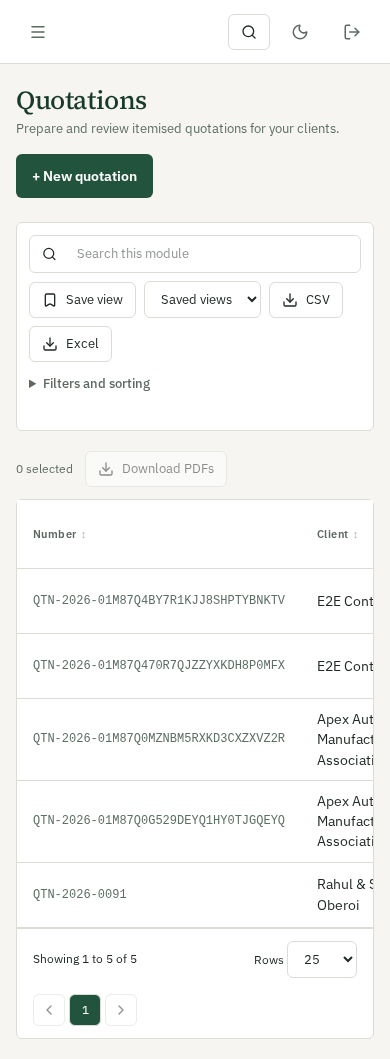 Quotations
Prepare and review itemised quotations for your clients.
+ New quotation
Search this module
Save view
Saved views
CSV
Excel
Filters and sorting
0 selected
Download PDFs
Number ↕ Client ↕
QTN-2026-01M87Q4BY7R1KJJ8SHPTYBNKTV E2E Cont
QTN-2026-01M87Q470R7QJZZYXKDH8P0MFX E2E Cont
Apex Aut
QTN-2026-01M87Q0MZNBM5RXKD3CXZXVZ2R Manufact
Associati
Apex Aut
QTN-2026-01M87Q0G529DEYQ1HY0TJGQEYQ Manufact
Associati
QTN-2026-0091 Rahul & S
Oberoi
Showing 1 to 5 of 5
Rows 25
1